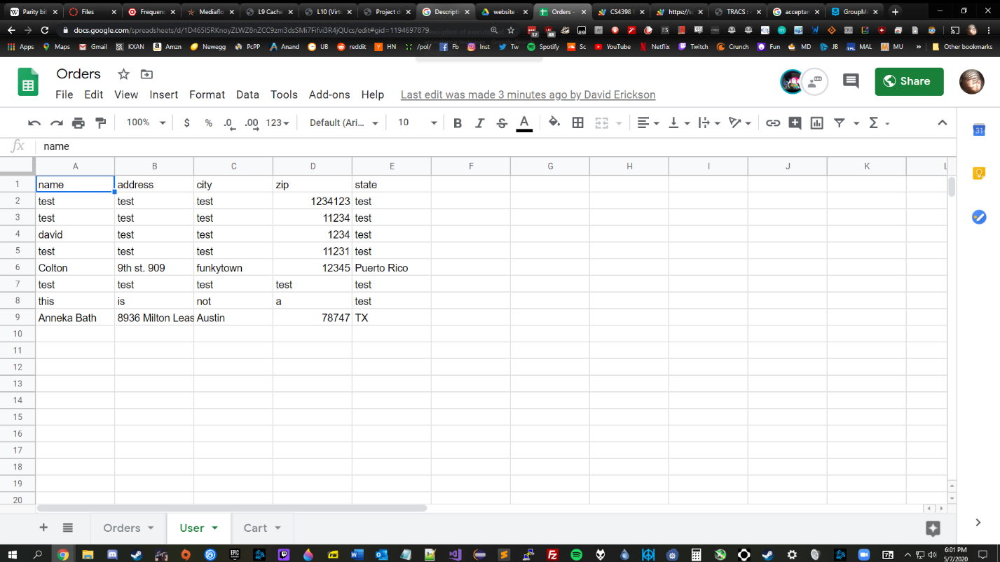 Parity bit
Files
Frequenc
Mediaflo
L9 Cache
L10 (Virtu
Project de
Descripti
website -
Orders -
CS4398
https://s
TRACS :
acceptan
GroupMe
docs.google.com/spreadsheets/d/1D465I5RKnoyZLWZ8nZCC9zm3dsSMi7Fifvi3R4jQUcs/edit#gid=1194697879
Apps Maps Gmail KXAN Amzn Newegg PcPP Anand UB reddit HN /pol/ Fb Inst Tw Spotify Sc YouTube Netflix Twitch Crunch Fun MD JB MAL MU » Other bookmarks
Orders
File Edit View Insert Format Data Tools Add-ons Help Last edit was made 3 minutes ago by David Erickson
Share
100% $ % .0 .00 123 Default (Ari... 10 B I S A Σ
31
fx name
A B C D E F G H I J K L
1 name address city zip state
2 test test test 1234123 test
3 test test test 11234 test
4 david test test 1234 test
5 test test test 11231 test
6 Colton 9th st. 909 funkytown 12345 Puerto Rico
7 test test test test test
8 this is not a test
9 Anneka Bath 8936 Milton Leas Austin 78747 TX
10
11
12
13
14
15
16
17
18
19
20
+ Orders User Cart
6:01 PM
5/7/2020